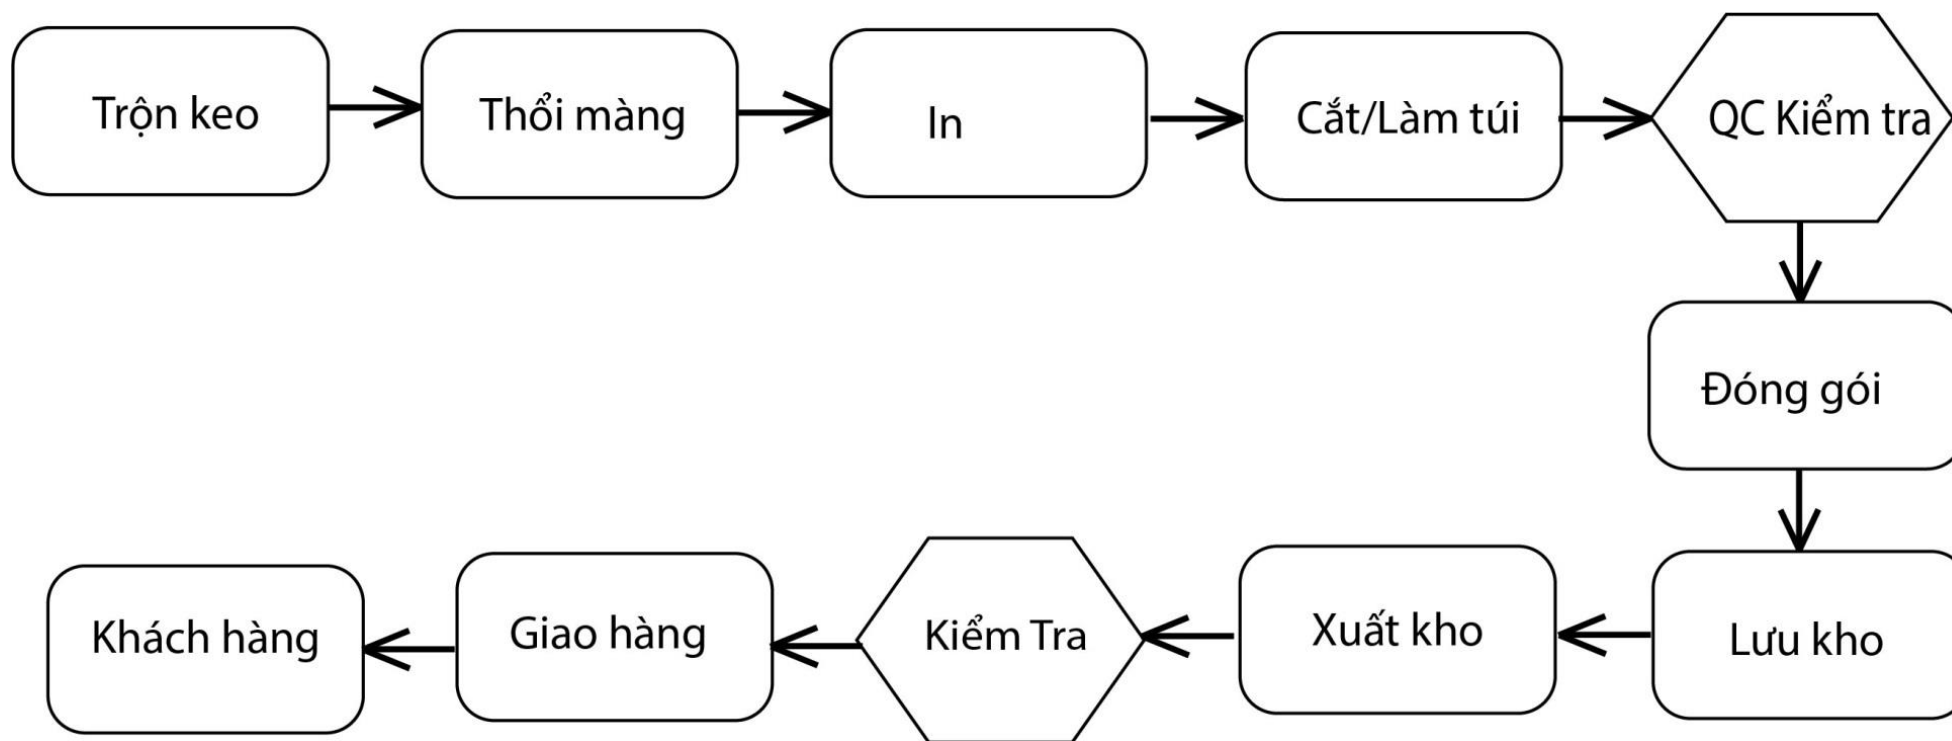 Trộn keo
Thổi màng
In
Cắt/Làm túi
QC Kiểm tra
Đóng gói
Lưu kho
Xuất kho
Kiểm Tra
Giao hàng
Khách hàng